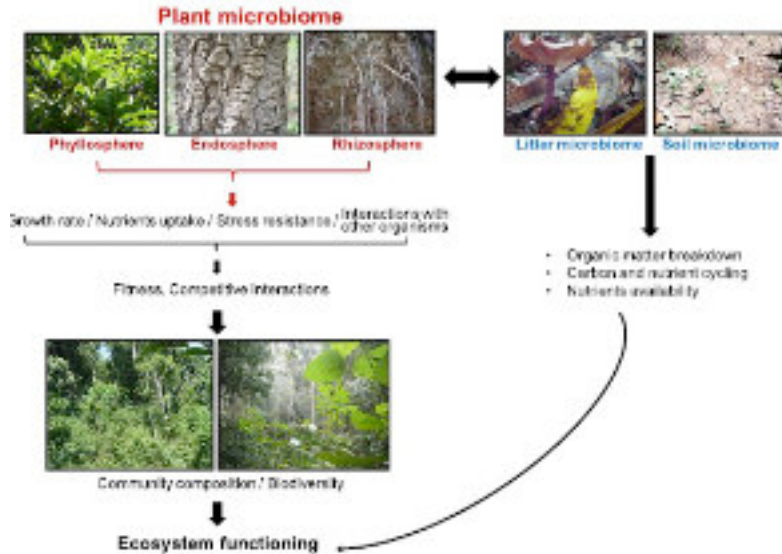 Plant microbiome
Phyllosphere Endosphere Rhizosphere
Litter microbiome Soil microbiome
Growth rate / Nutrients uptake / Stress resistance / Interactions with
other organisms
Fitness, Competitive Interactions
• Organic matter breakdown
• Carbon and nutrient cycling
• Nutrients availability
Community composition / Biodiversity
Ecosystem functioning